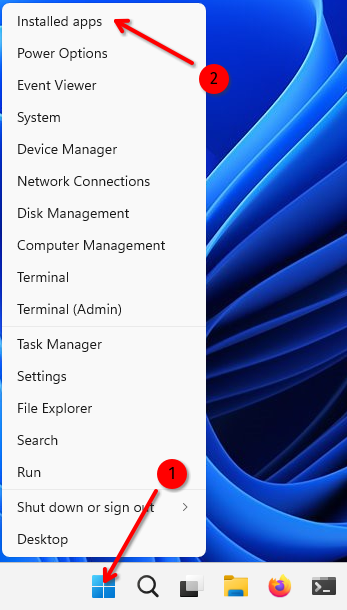 Installed apps
2
Power Options
Event Viewer
System
Device Manager
Network Connections
Disk Management
Computer Management
Terminal
Terminal (Admin)
Task Manager
Settings
File Explorer
Search
Run
1
Shut down or sign out
Desktop